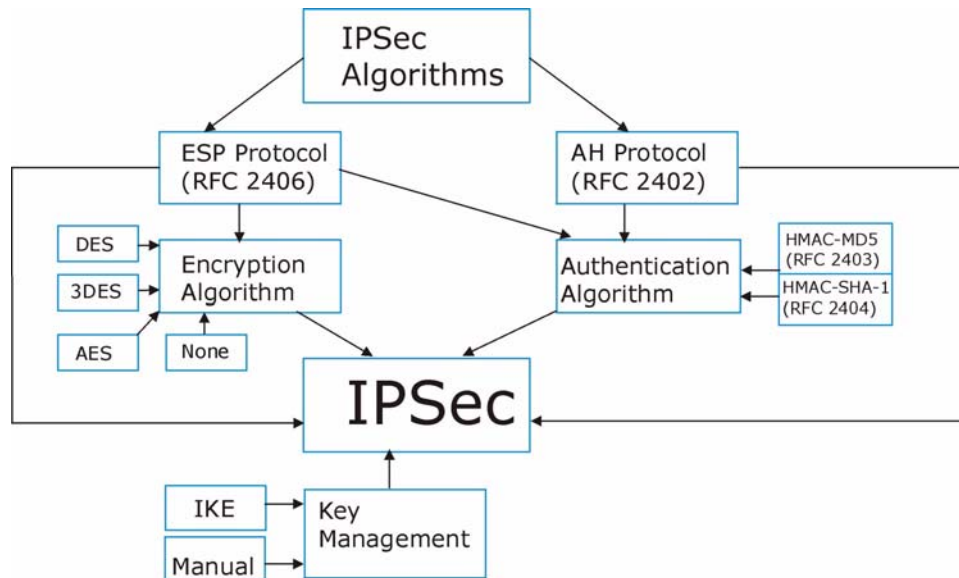 IPSec
Algorithms
ESP Protocol
(RFC 2406)
AH Protocol
(RFC 2402)
DES
3DES
AES
None
Encryption
Algorithm
Authentication
Algorithm
HMAC-MD5
(RFC 2403)
HMAC-SHA-1
(RFC 2404)
IPSec
IKE
Manual
Key
Management